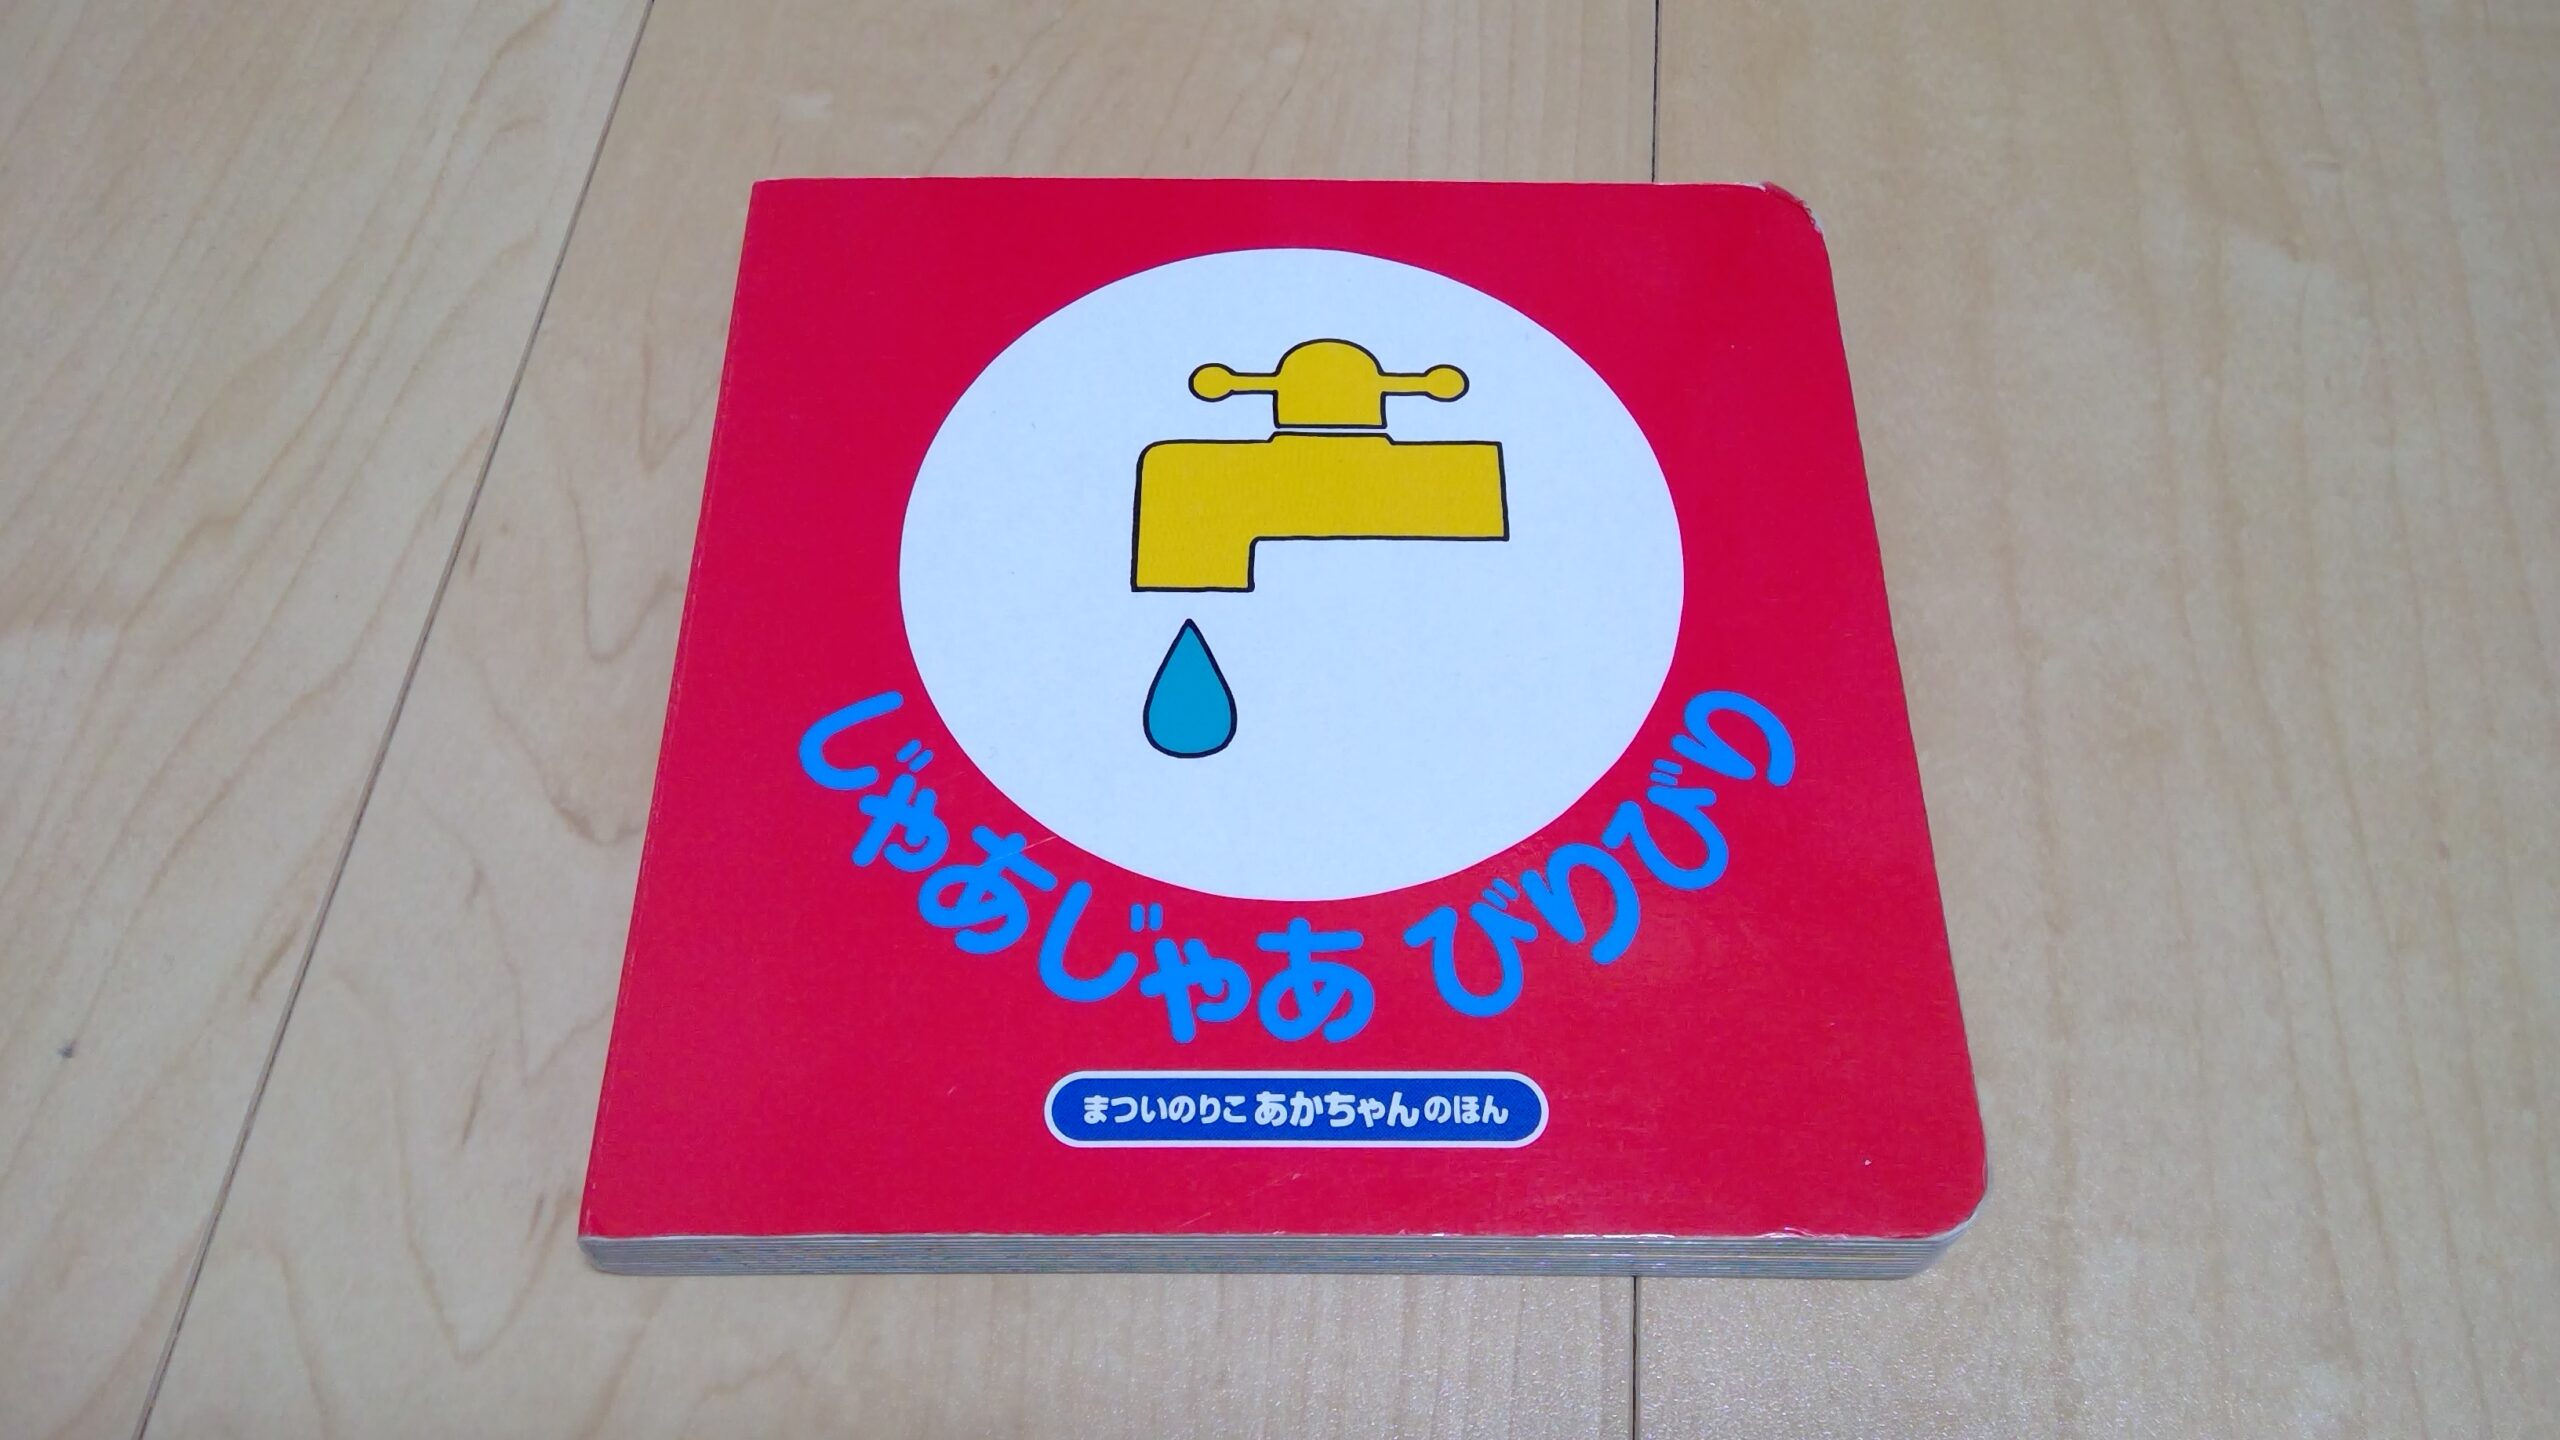 じゃあじゃあ びりびり
まついのりこ あかちゃんのほん